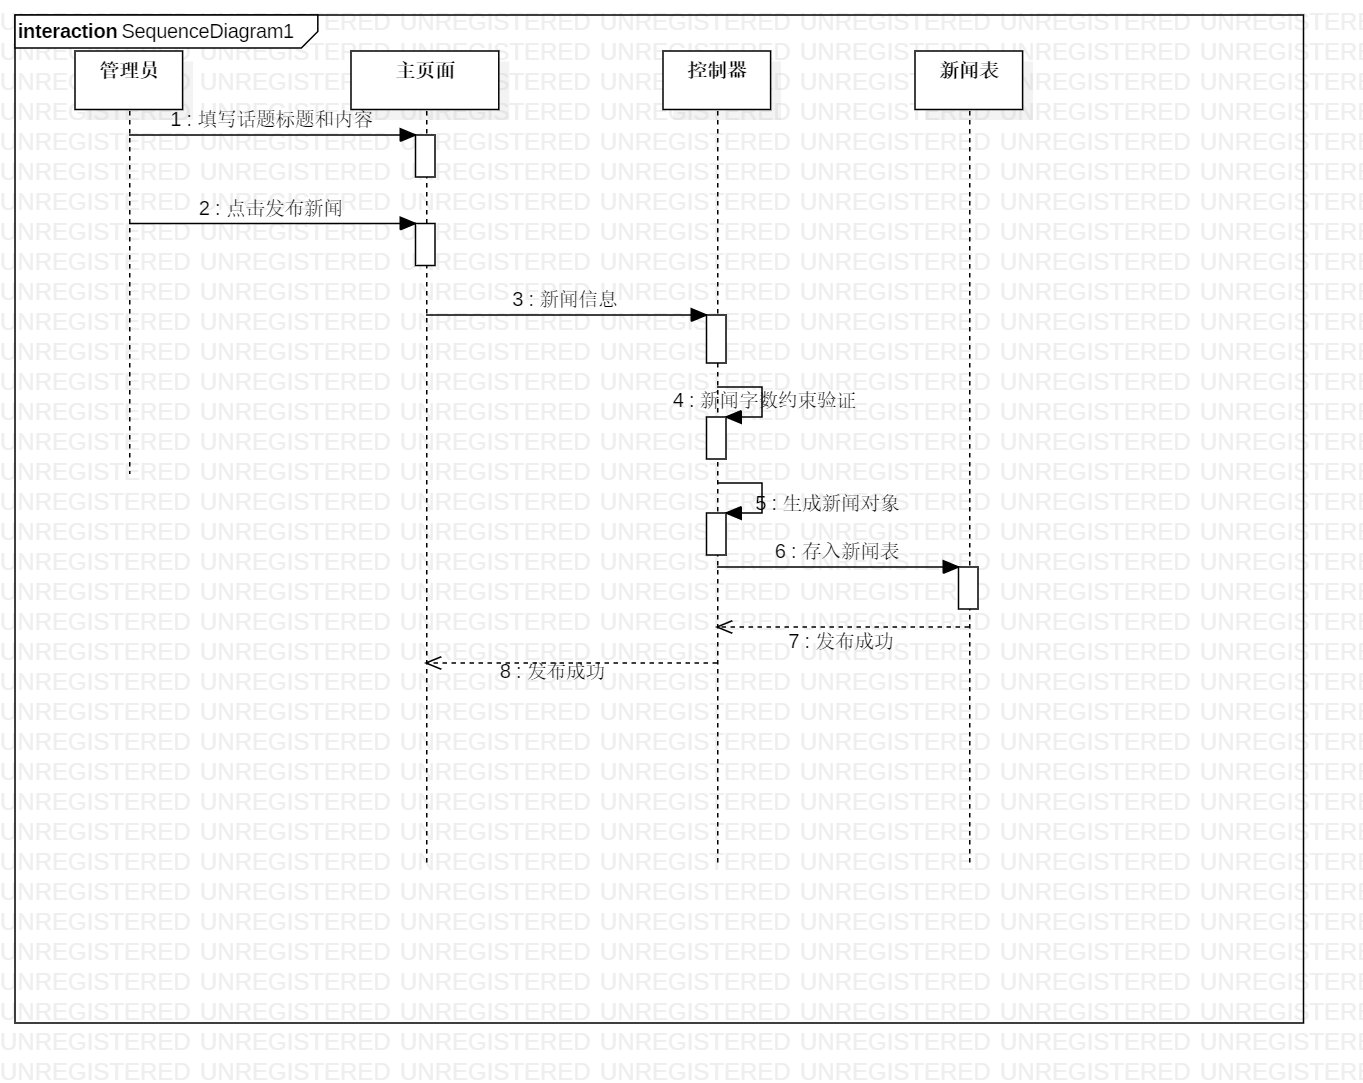 interaction SequenceDiagram1
管理员
主页面
控制器
新闻表
1 : 填写话题标题和内容
2 : 点击发布新闻
3 : 新闻信息
4 : 新闻字数约束验证
5 : 生成新闻对象
6 : 存入新闻表
7 : 发布成功
8 : 发布成功
UNREGISTERED